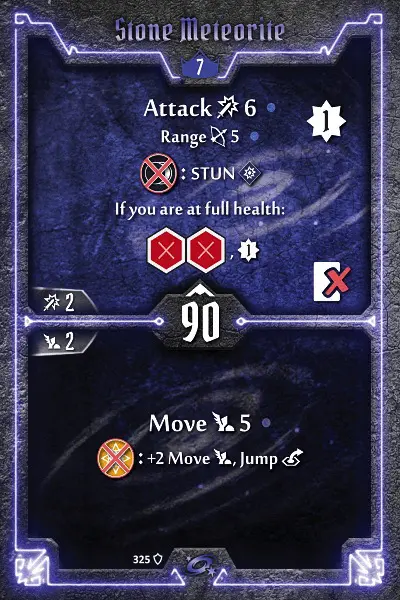 Stone Meteorite
7
Attack 6
1
Range 5
: STUN
If you are at full health:
, 1
2
90
2
Move 5
: +2 Move , Jump
325